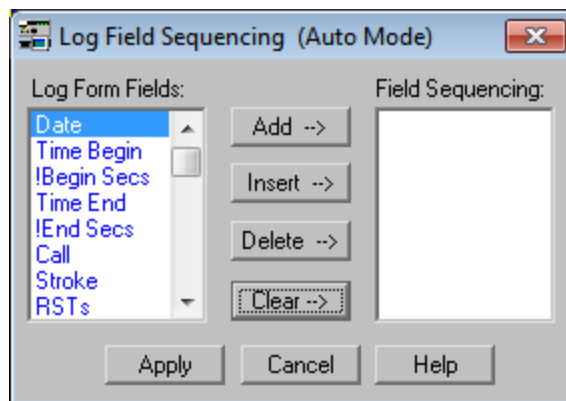 Log Field Sequencing (Auto Mode)
Log Form Fields:
Field Sequencing:
Date
Time Begin
!Begin Secs
Time End
!End Secs
Call
Stroke
RSTs
Add -->
Insert -->
Delete -->
Clear -->
Apply
Cancel
Help